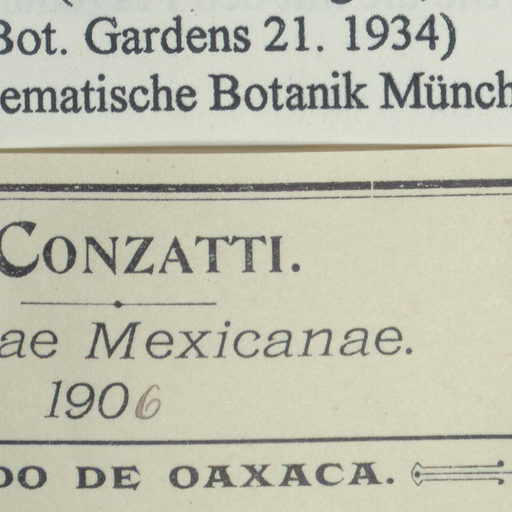 Bot. Gardens 21. 1934)
ematische Botanik Münch
CONZATTI.
ae Mexicanae.
1906
DO DE OAXACA.